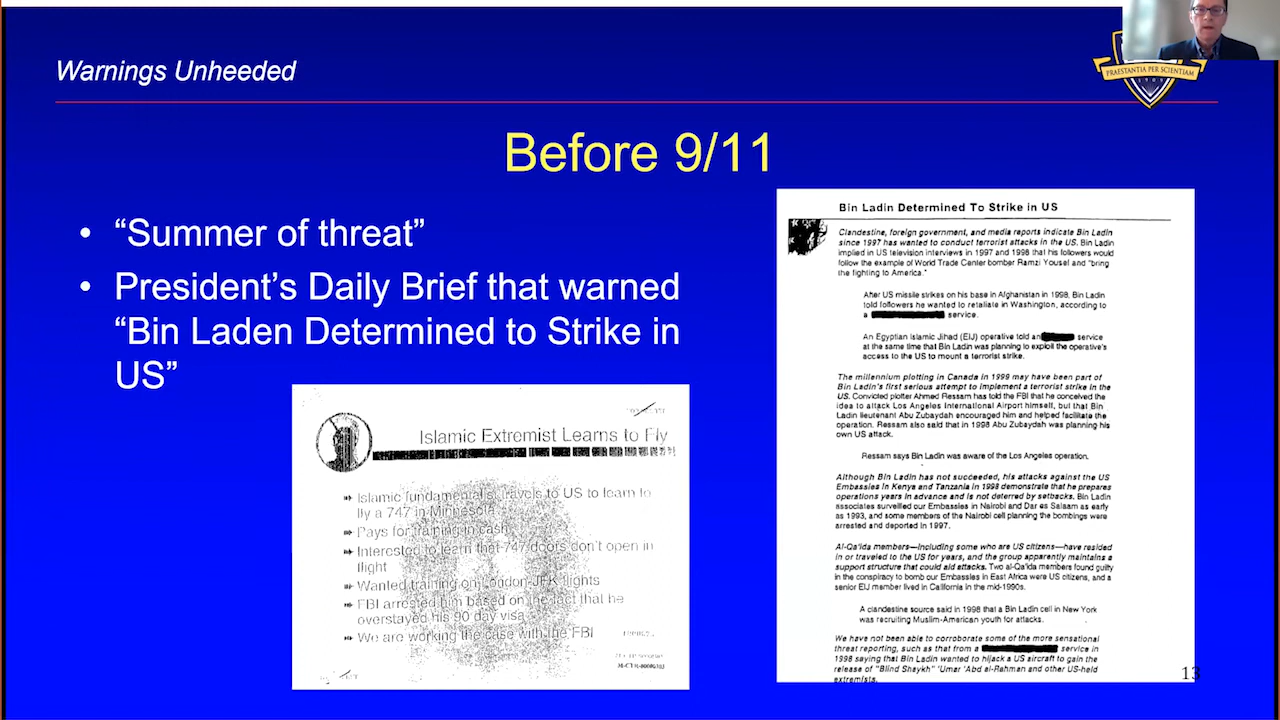 Warnings Unheeded
PRAESTANTIA PER SCIENTIAM
1909
Before 9/11
• “Summer of threat”
• President’s Daily Brief that warned
“Bin Laden Determined to Strike in
US”
Islamic Extremist Learns to Fly
Islamic fundamentalist travels to US to learn to
fly a 747 in Minnesota
Pays for training in cash
Interested to learn that 747 doors don't open in
flight
Wanted training on London-JFK flights
FBI arrested him based on the fact that he
overstayed his 90 day visa
We are working the case with the FBI
Bin Ladin Determined To Strike in US
Clandestine, foreign government, and media reports indicate Bin Ladin
since 1997 has wanted to conduct terrorist attacks in the US. Bin Ladin
implied in US television interviews in 1997 and 1998 that his followers would
follow the example of World Trade Center bomber Ramzi Yousef and "bring
the fighting to America."
After US missile strikes on his base in Afghanistan in 1998, Bin Ladin
told followers he wanted to retaliate in Washington, according to
a service.
An Egyptian Islamic Jihad (EIJ) operative told an service
at the same time that Bin Ladin was planning to exploit the operative's
access to the US to mount a terrorist strike.
The millennium plotting in Canada in 1999 may have been part of
Bin Ladin's first serious attempt to implement a terrorist strike in the
US. Convicted plotter Ahmed Ressam has told the FBI that he conceived the
idea to attack Los Angeles International Airport himself, but that Bin
Ladin lieutenant Abu Zubaydah encouraged him and helped facilitate the
operation. Ressam also said that in 1998 Abu Zubaydah was planning his
own US attack.
Ressam says Bin Ladin was aware of the Los Angeles operation.
Although Bin Ladin has not succeeded, his attacks against the US
Embassies in Kenya and Tanzania in 1998 demonstrate that he prepares
operations years in advance and is not deterred by setbacks. Bin Ladin
associates surveilled our Embassies in Nairobi and Dar es Salaam as early
as 1993, and some members of the Nairobi cell planning the bombings were
arrested and deported in 1997.
Al-Qa'ida members—including some who are US citizens—have resided
in or traveled to the US for years, and the group apparently maintains a
support structure that could aid attacks. Two al-Qa'ida members found guilty
in the conspiracy to bomb our Embassies in East Africa were US citizens, and a
senior EIJ member lived in California in the mid-1990s.
A clandestine source said in 1998 that a Bin Ladin cell in New York
was recruiting Muslim-American youth for attacks.
We have not been able to corroborate some of the more sensational
threat reporting, such as that from a service in
1998 saying that Bin Ladin wanted to hijack a US aircraft to gain the
release of "Blind Shaykh" 'Umar 'Abd al-Rahman and other US-held
extremists.
13